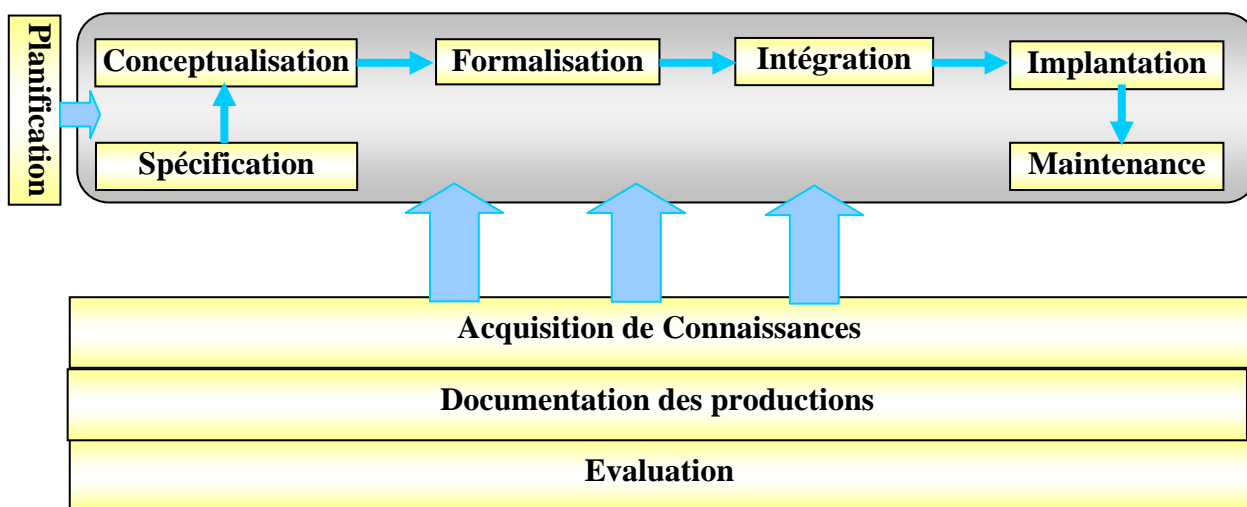 Planification
Conceptualisation
Formalisation
Intégration
Implantation
Spécification
Maintenance
Acquisition de Connaissances
Documentation des productions
Evaluation